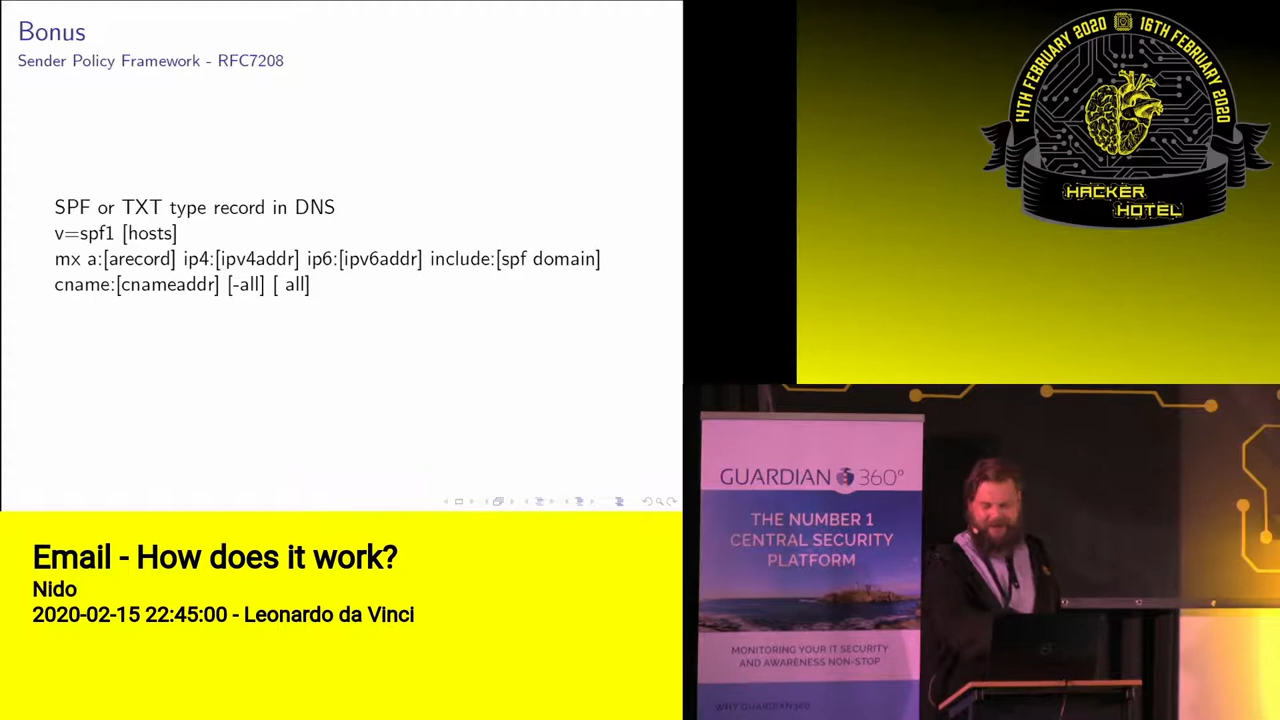 Bonus
Sender Policy Framework - RFC7208
SPF or TXT type record in DNS
v=spf1 [hosts]
mx a:[arecord] ip4:[ipv4addr] ip6:[ipv6addr] include:[spf domain]
cname:[cnameaddr] [-all] [ all]
Email - How does it work?
Nido
2020-02-15 22:45:00 - Leonardo da Vinci
14TH FEBRUARY 2020 16TH FEBRUARY 2020
HACKER
HOTEL
GUARDIAN 360°
THE NUMBER 1
CENTRAL SECURITY
PLATFORM
MONITORING YOUR IT SECURITY
AND AWARENESS NON-STOP
WHY GUARDIAN360